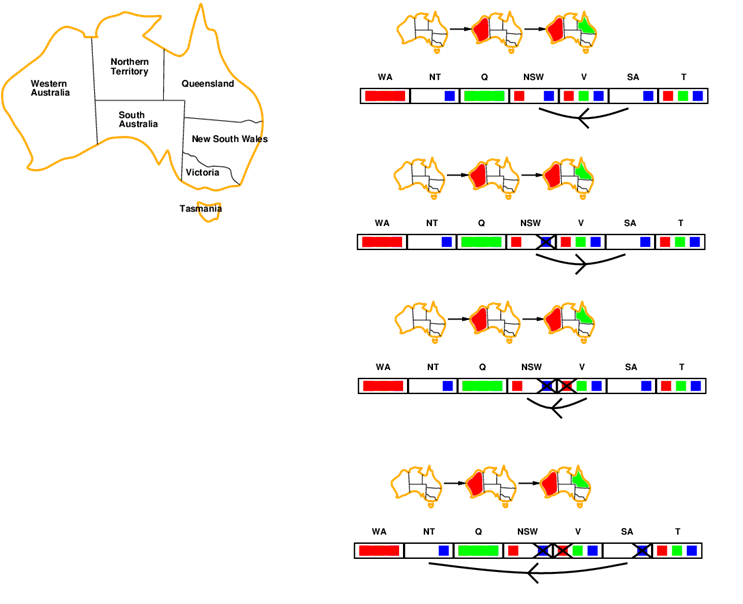 Western
Australia
Northern
Territory
Queensland
South
Australia
New South Wales
Victoria
Tasmania
WA NT Q NSW V SA T
WA NT Q NSW V SA T
WA NT Q NSW V SA T
WA NT Q NSW V SA T